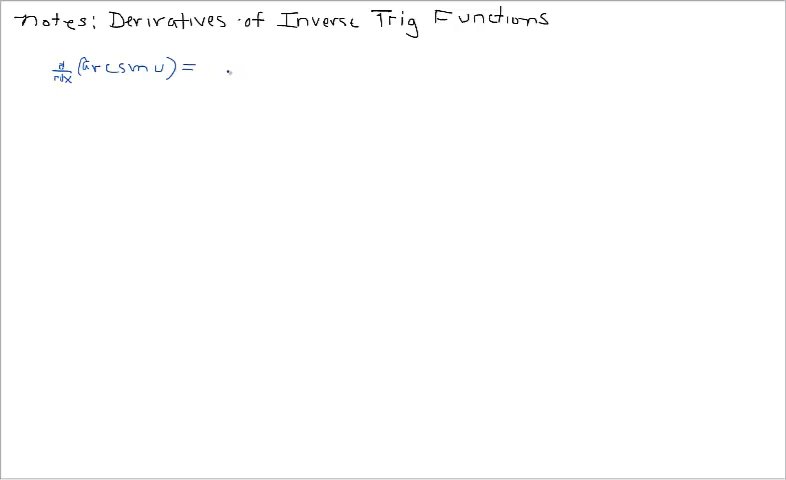 Notes: Derivatives of Inverse Trig Functions
d/dx (arcsin u) =